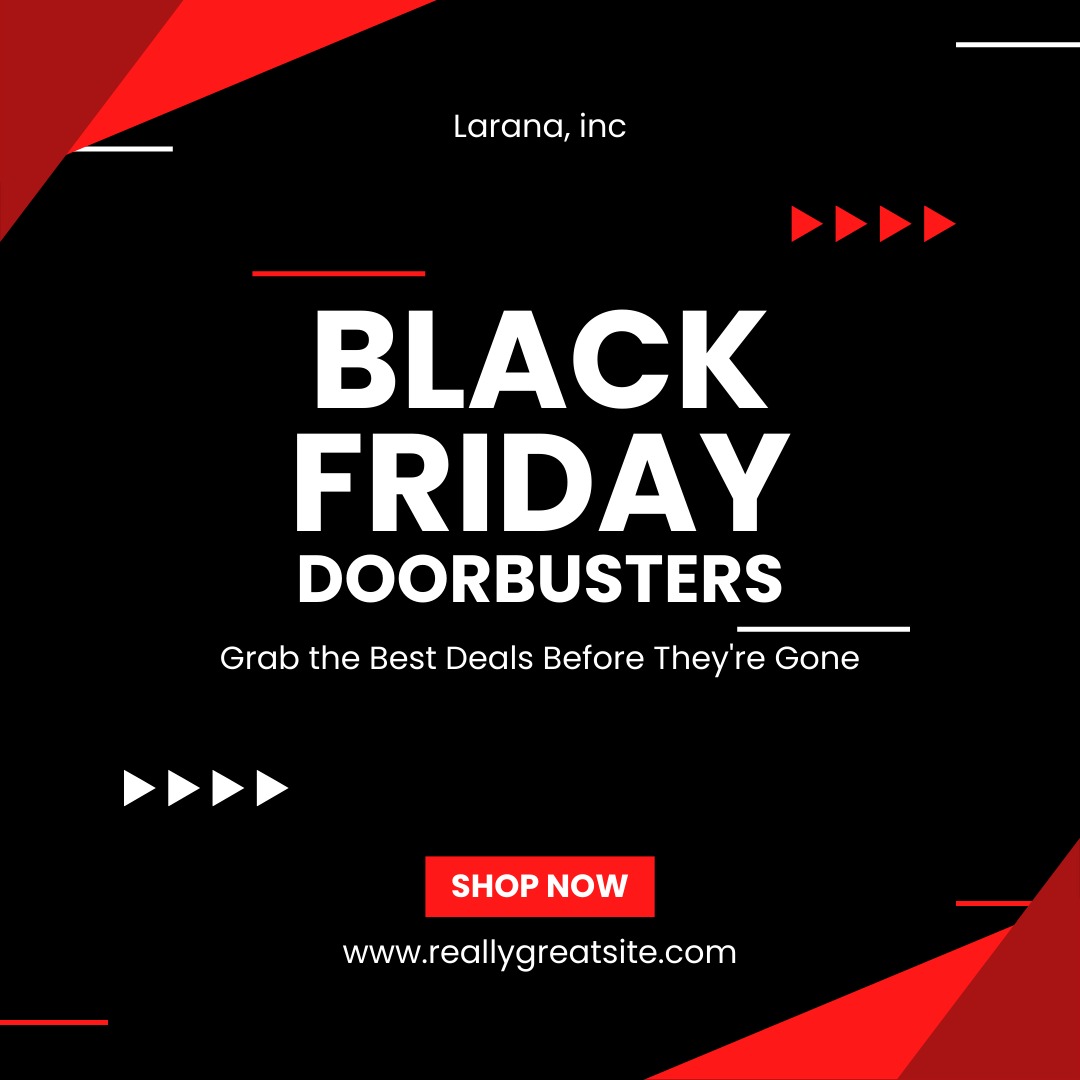 Larana, inc
BLACK
FRIDAY
DOORBUSTERS
Grab the Best Deals Before They're Gone
SHOP NOW
www.reallygreatsite.com